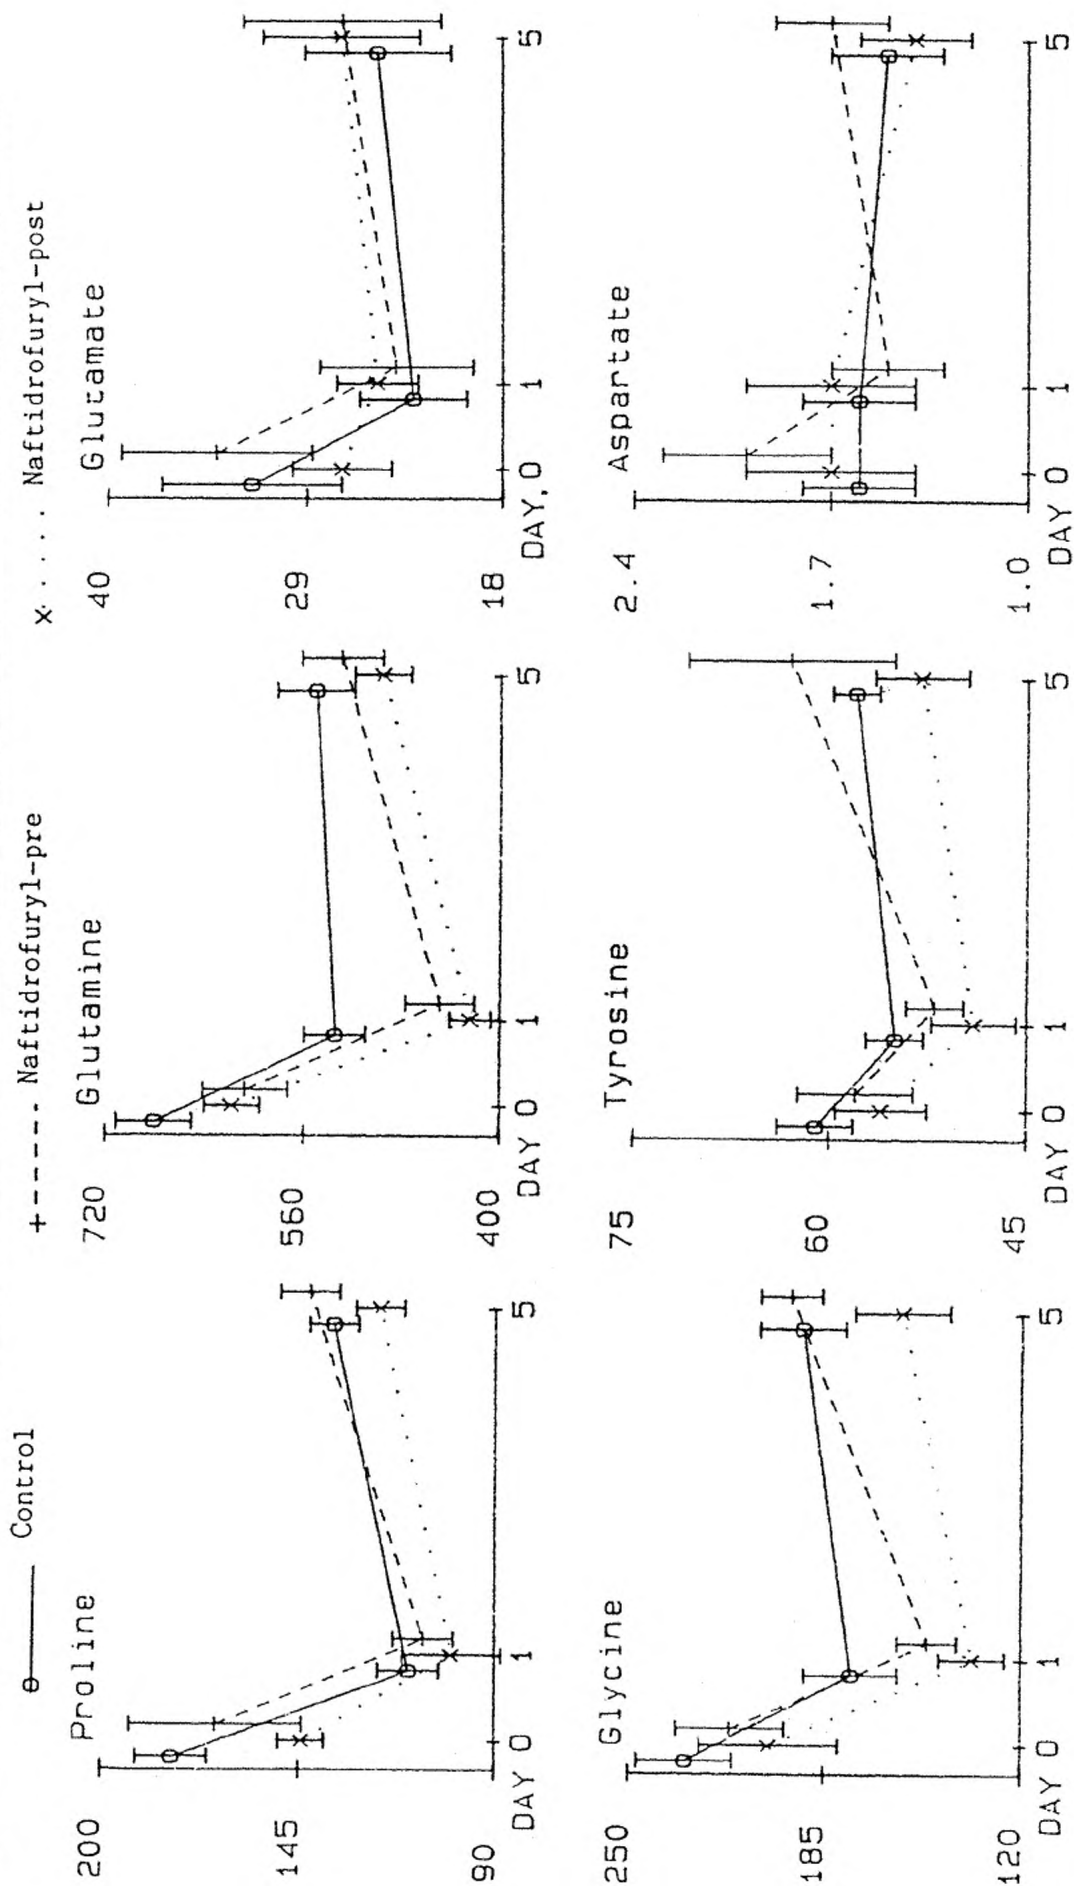 o —— Control +----- Naftidrofuryl-pre x.... Naftidrofuryl-post
Proline
200
145
90
DAY 0 1 5
Glutamine
720
560
400
DAY 0 1 5
Glutamate
40
29
18
DAY, 0 1 5
Glycine
250
185
120
DAY 0 1 5
Tyrosine
75
60
45
DAY 0 1 5
Aspartate
2.4
1.7
1.0
DAY 0 1 5